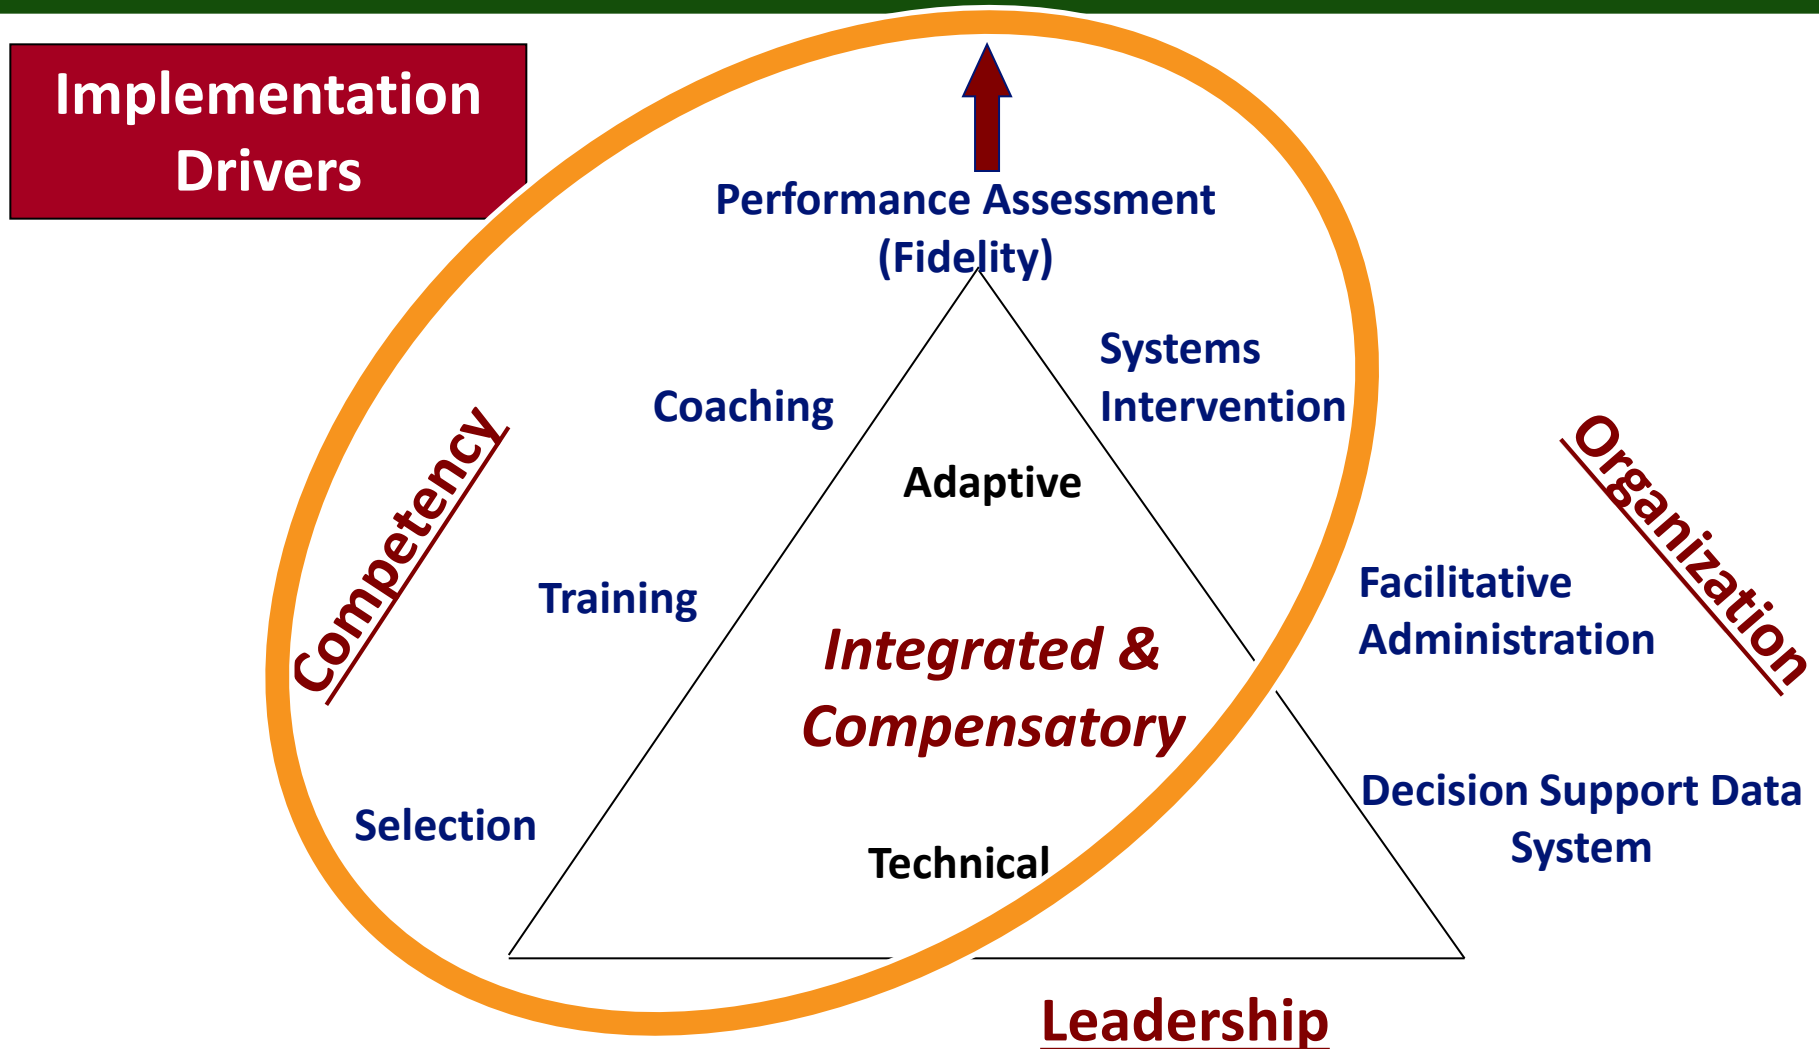 Implementation
Drivers
Performance Assessment
(Fidelity)
Systems
Intervention
Coaching
Adaptive
Competency
Organization
Training
Facilitative
Administration
Integrated &
Compensatory
Selection
Decision Support Data
System
Technical
Leadership